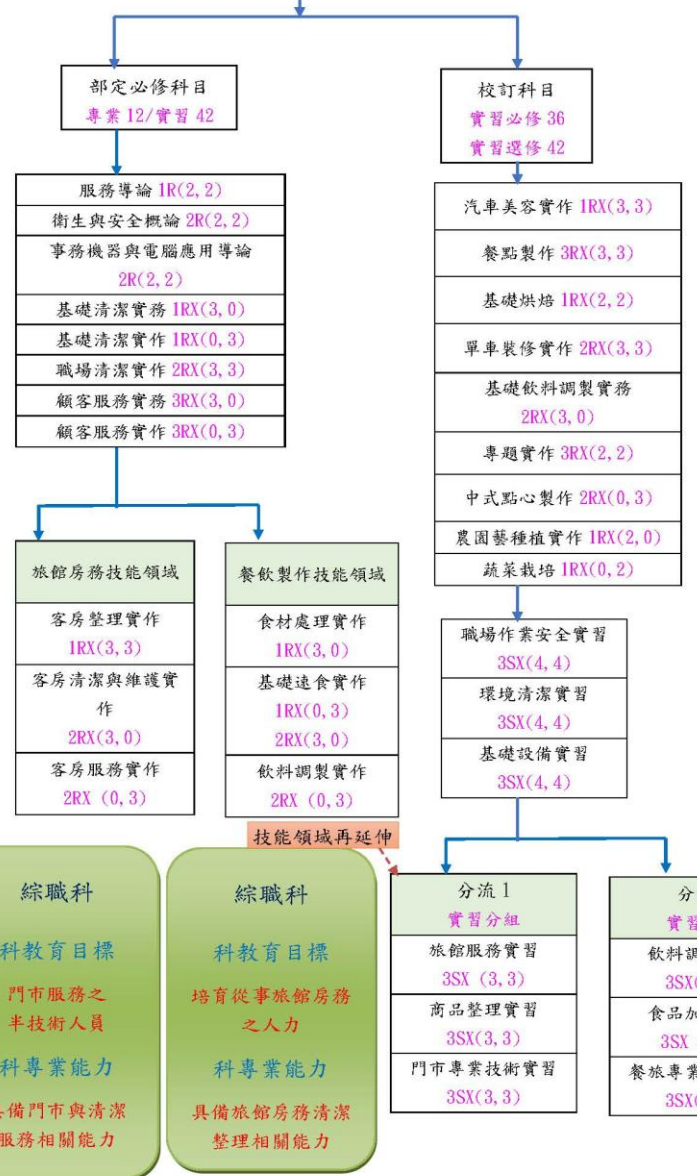 部定必修科目
專業 12/實習 42
服務導論 1R(2,2)
衛生與安全概論 2R(2,2)
事務機器與電腦應用導論
2R(2,2)
基礎清潔實務 1RX(3,0)
基礎清潔實作 1RX(0,3)
職場清潔實作 2RX(3,3)
顧客服務實務 3RX(3,0)
顧客服務實作 3RX(0,3)
旅館房務技能領域
客房整理實作
1RX(3,3)
客房清潔與維護實
作
2RX(3,0)
客房服務實作
2RX (0,3)
餐飲製作技能領域
食材處理實作
1RX(3,0)
基礎速食實作
1RX(0,3)
2RX(3,0)
飲料調製實作
2RX (0,3)
校訂科目
實習必修 36
實習選修 42
汽車美容實作 1RX(3,3)
餐點製作 3RX(3,3)
基礎烘焙 1RX(2,2)
單車裝修實作 2RX(3,3)
基礎飲料調製實務
2RX(3,0)
專題實作 3RX(2,2)
中式點心製作 2RX(0,3)
農園藝種植實作 1RX(2,0)
蔬菜栽培 1RX(0,2)
職場作業安全實習
3SX(4,4)
環境清潔實習
3SX(4,4)
基礎設備實習
3SX(4,4)
技能領域再延伸
分流 1
實習分組
旅館服務實習
3SX (3,3)
商品整理實習
3SX(3,3)
門市專業技術實習
3SX(3,3)
分
實習
飲料調
3SX(
食品加
3SX
餐旅專業
3SX(
綜職科
科教育目標
門市服務之
半技術人員
科專業能力
具備門市與清潔
服務相關能力
綜職科
科教育目標
培育從事旅館房務
之人力
科專業能力
具備旅館房務清潔
整理相關能力